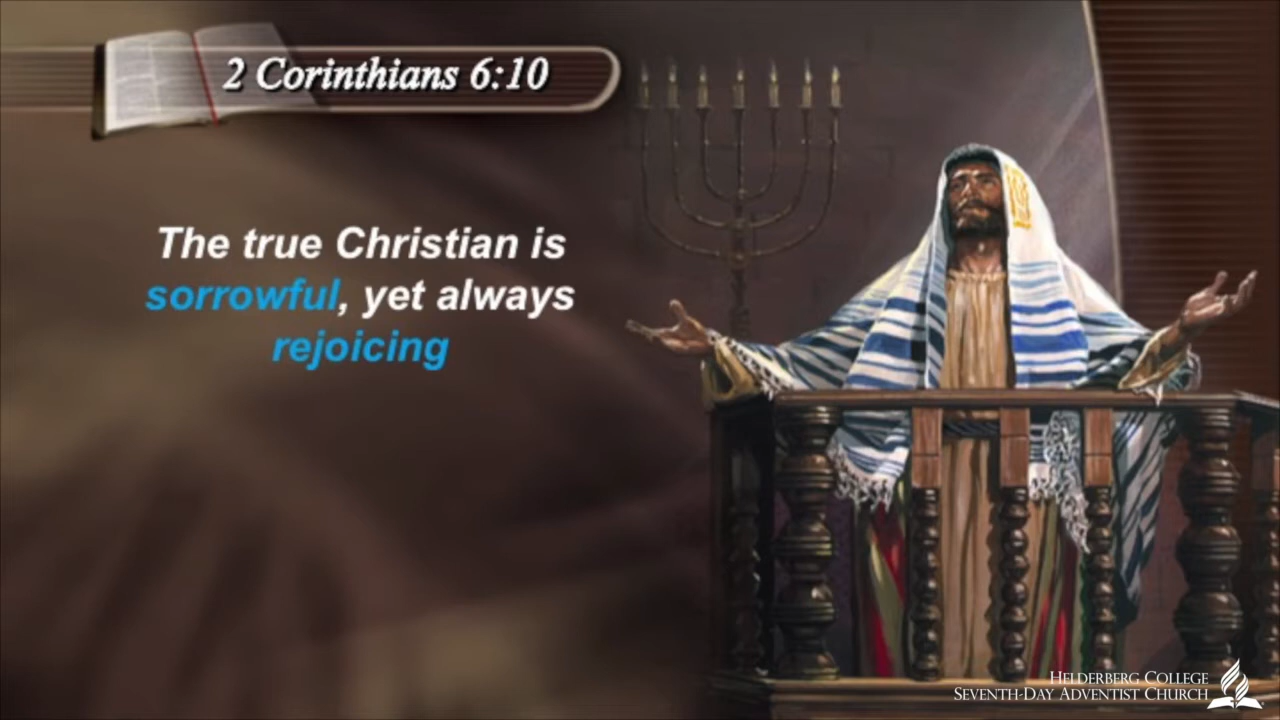 2 Corinthians 6:10
The true Christian is
sorrowful, yet always
rejoicing
Helderberg College
Seventh-Day Adventist Church